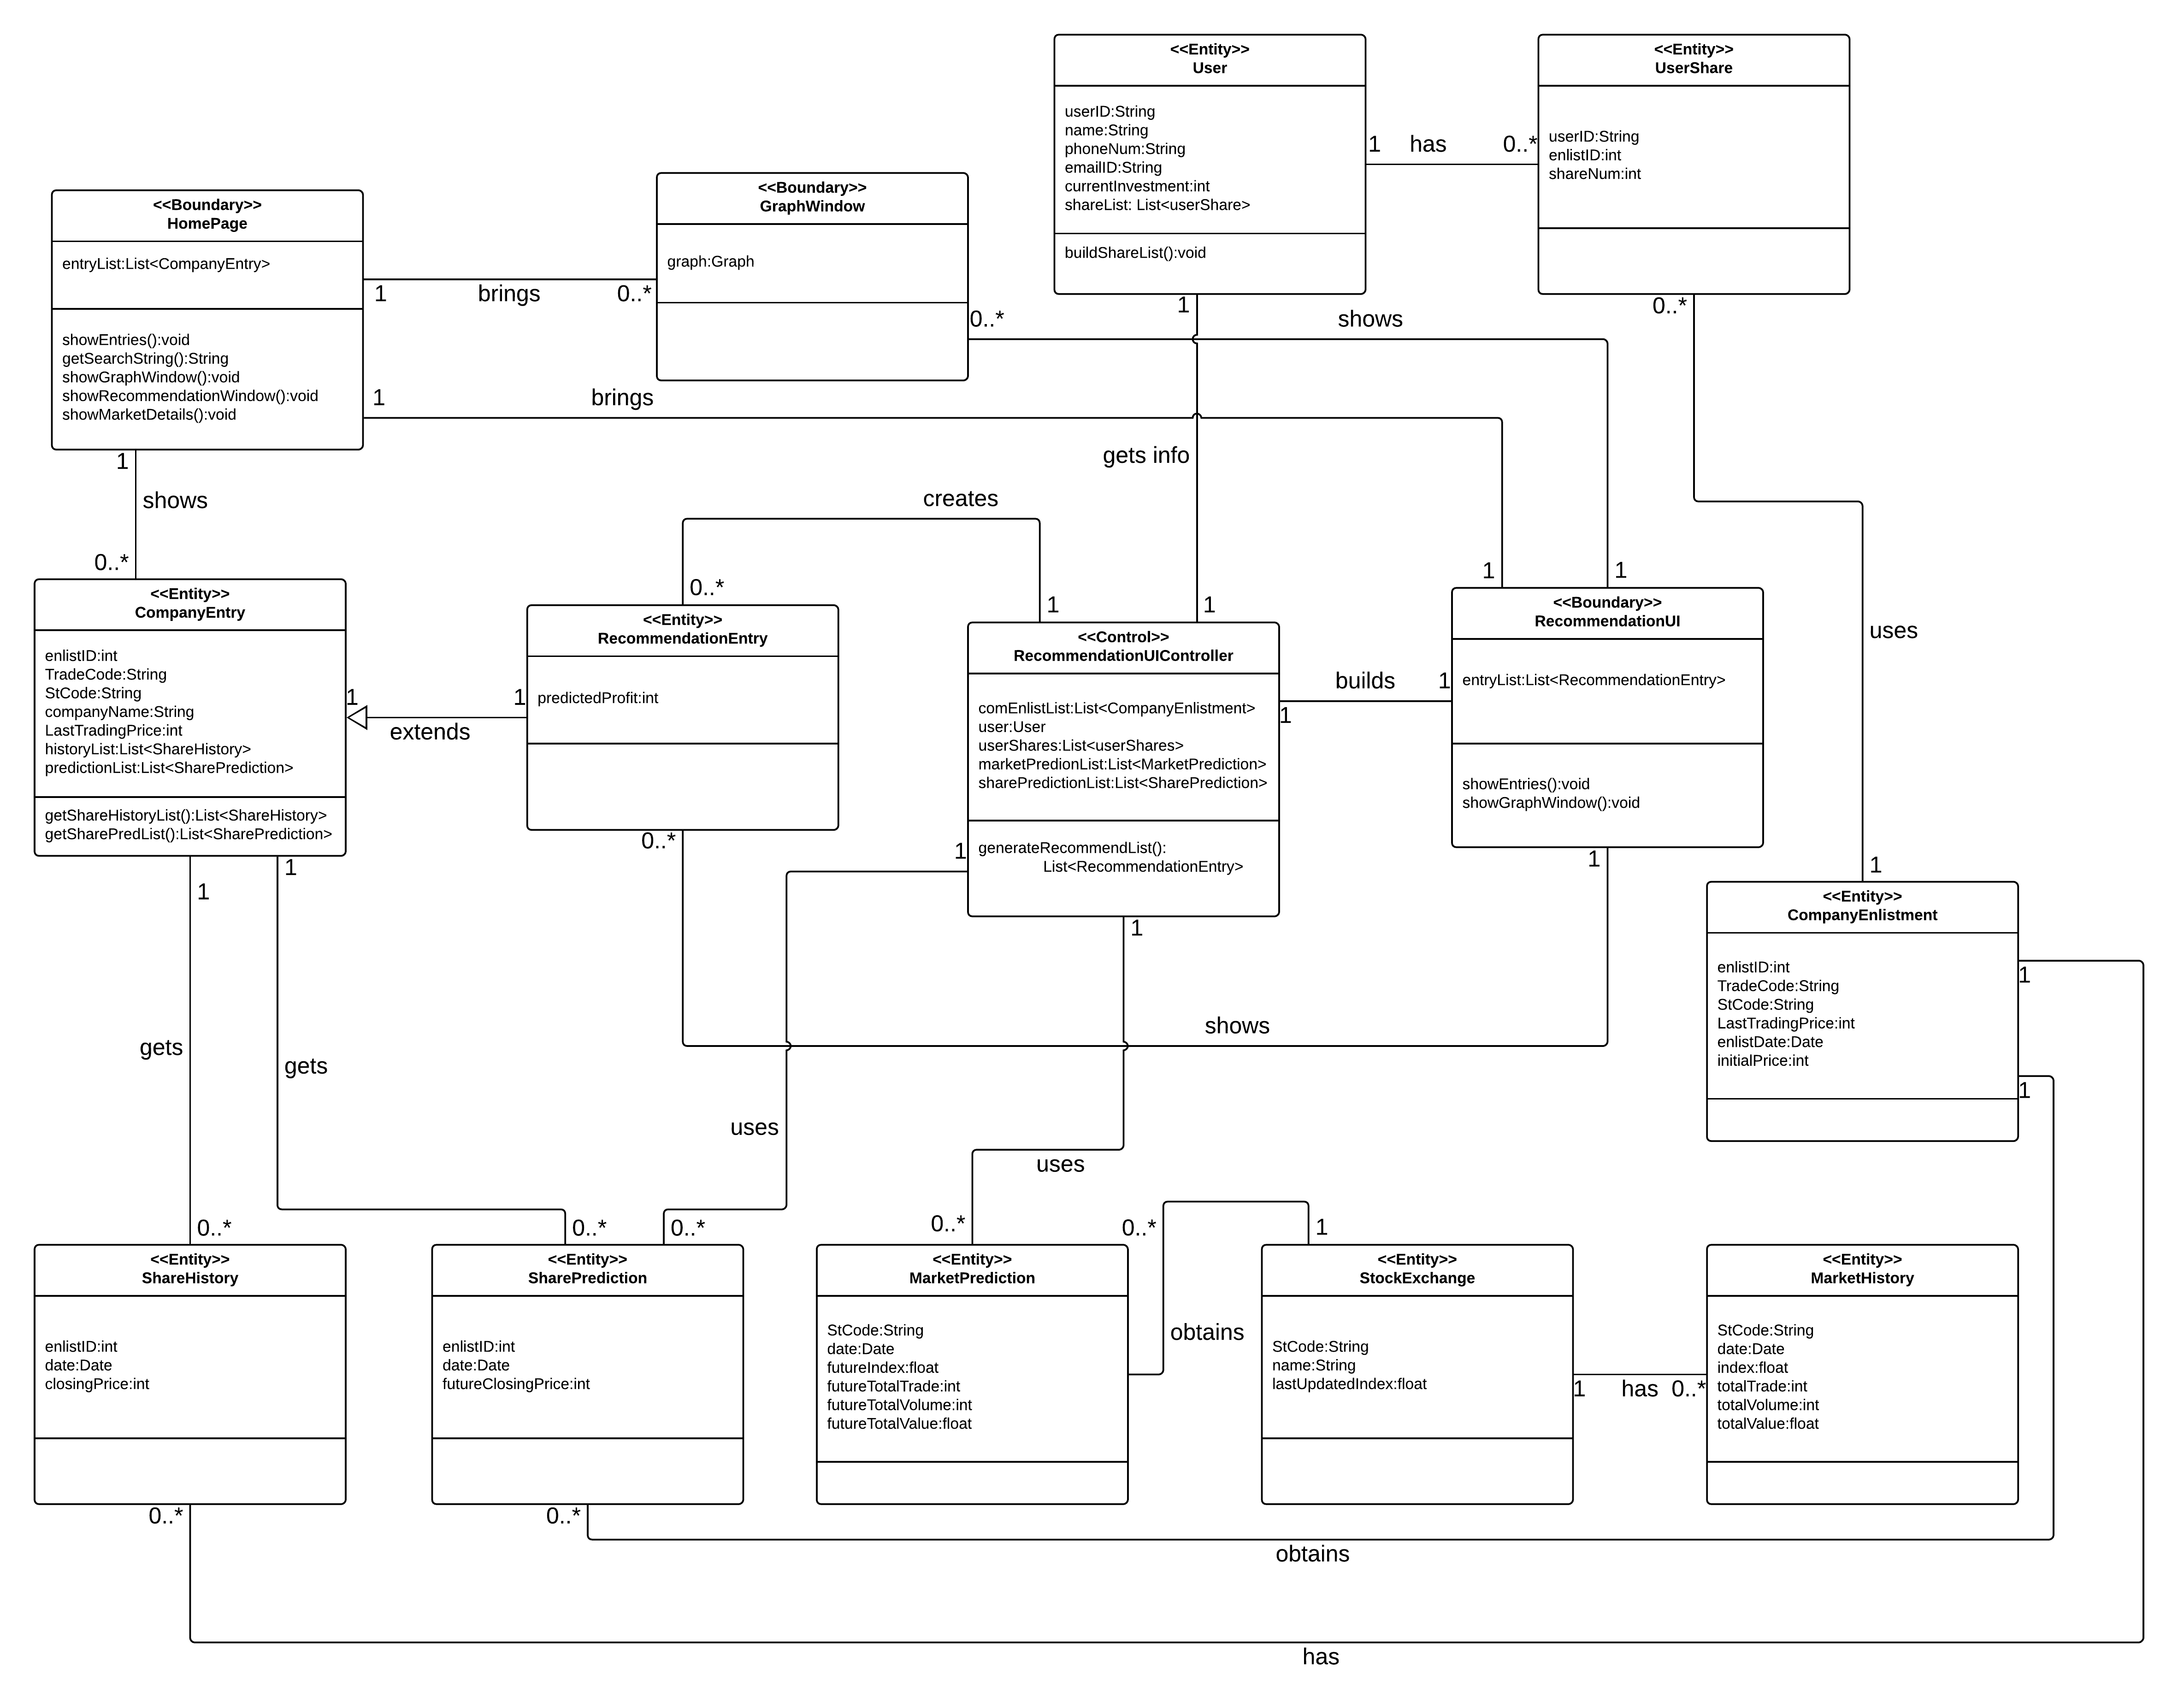 <<Entity>>
User
userID:String
name:String
phoneNum:String
emailID:String
currentInvestment:int
shareList: List<userShare>
buildShareList():void
1
has
0..*
<<Entity>>
UserShare
userID:String
enlistID:int
shareNum:int
<<Boundary>>
HomePage
entryList:List<CompanyEntry>
showEntries():void
getSearchString():String
showGraphWindow():void
showRecommendationWindow():void
showMarketDetails():void
1
brings
0..*
<<Boundary>>
GraphWindow
graph:Graph
0..*
shows
1
0..*
1
brings
gets info
1
shows
0..*
creates
0..*
1
1
1
1
uses
<<Entity>>
CompanyEntry
enlistID:int
TradeCode:String
StCode:String
companyName:String
LastTradingPrice:int
historyList:List<ShareHistory>
predictionList:List<SharePrediction>
getShareHistoryList():List<ShareHistory>
getSharePredList():List<SharePrediction>
1
extends
1
<<Entity>>
RecommendationEntry
predictedProfit:int
0..*
<<Control>>
RecommendationUIController
comEnlistList:List<CompanyEnlistment>
user:User
userShares:List<userShares>
marketPredionList:List<MarketPrediction>
sharePredictionList:List<SharePrediction>
generateRecommendList():
List<RecommendationEntry>
1
builds
1
<<Boundary>>
RecommendationUI
entryList:List<RecommendationEntry>
showEntries():void
showGraphWindow():void
1
1
1
1
<<Entity>>
CompanyEnlistment
enlistID:int
TradeCode:String
StCode:String
LastTradingPrice:int
enlistDate:Date
initialPrice:int
1
1
1
1
gets
gets
shows
uses
uses
0..*
0..*
0..*
0..*
0..*
1
obtains
<<Entity>>
ShareHistory
enlistID:int
date:Date
closingPrice:int
<<Entity>>
SharePrediction
enlistID:int
date:Date
futureClosingPrice:int
<<Entity>>
MarketPrediction
StCode:String
date:Date
futureIndex:float
futureTotalTrade:int
futureTotalVolume:int
futureTotalValue:float
<<Entity>>
StockExchange
StCode:String
name:String
lastUpdatedIndex:float
1
has
0..*
<<Entity>>
MarketHistory
StCode:String
date:Date
index:float
totalTrade:int
totalVolume:int
totalValue:float
0..*
0..*
obtains
has